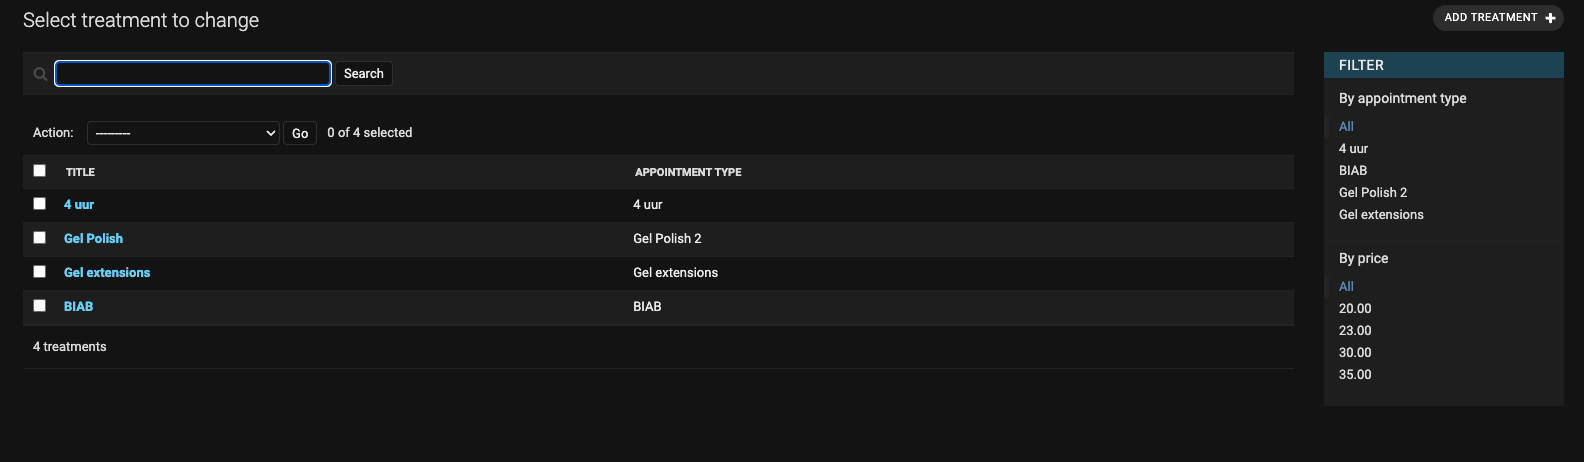 Select treatment to change
ADD TREATMENT +
Search
Action: --------- Go 0 of 4 selected
TITLE APPOINTMENT TYPE
4 uur 4 uur
Gel Polish Gel Polish 2
Gel extensions Gel extensions
BIAB BIAB
4 treatments
FILTER
By appointment type
All
4 uur
BIAB
Gel Polish 2
Gel extensions
By price
All
20.00
23.00
30.00
35.00